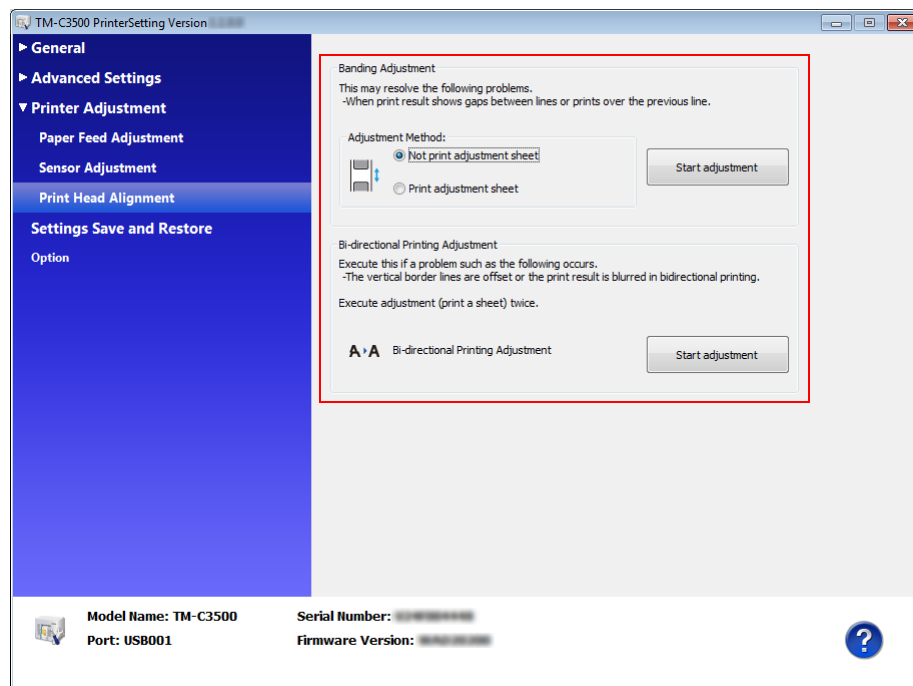 TM-C3500 PrinterSetting Version
General
Advanced Settings
Printer Adjustment
Paper Feed Adjustment
Sensor Adjustment
Print Head Alignment
Settings Save and Restore
Option
Banding Adjustment
This may resolve the following problems.
-When print result shows gaps between lines or prints over the previous line.
Adjustment Method:
Not print adjustment sheet
Print adjustment sheet
Start adjustment
Bi-directional Printing Adjustment
Execute this if a problem such as the following occurs.
-The vertical border lines are offset or the print result is blurred in bidirectional printing.
Execute adjustment (print a sheet) twice.
A A Bi-directional Printing Adjustment
Start adjustment
Model Name: TM-C3500
Serial Number:
Port: USB001
Firmware Version:
?